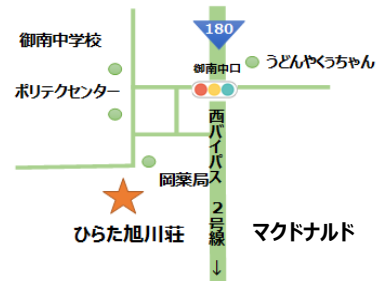 180
御南中学校
御南中口
うどんやくぅちゃん
ポリテクセンター
西バイパス ２号線 ↓
岡薬局
ひらた旭川荘
マクドナルド